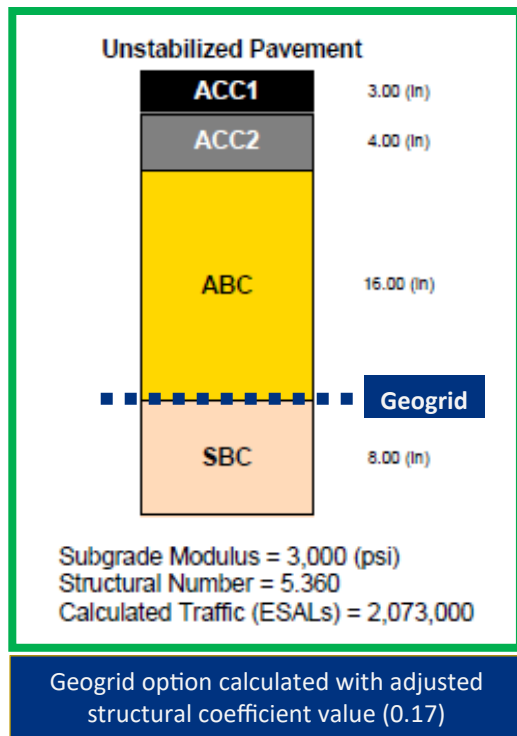 Unstabilized Pavement
ACC1 3.00 (In)
ACC2 4.00 (In)
ABC 16.00 (In)
Geogrid
SBC 8.00 (In)
Subgrade Modulus = 3,000 (psi)
Structural Number = 5.360
Calculated Traffic (ESALs) = 2,073,000
Geogrid option calculated with adjusted
structural coefficient value (0.17)